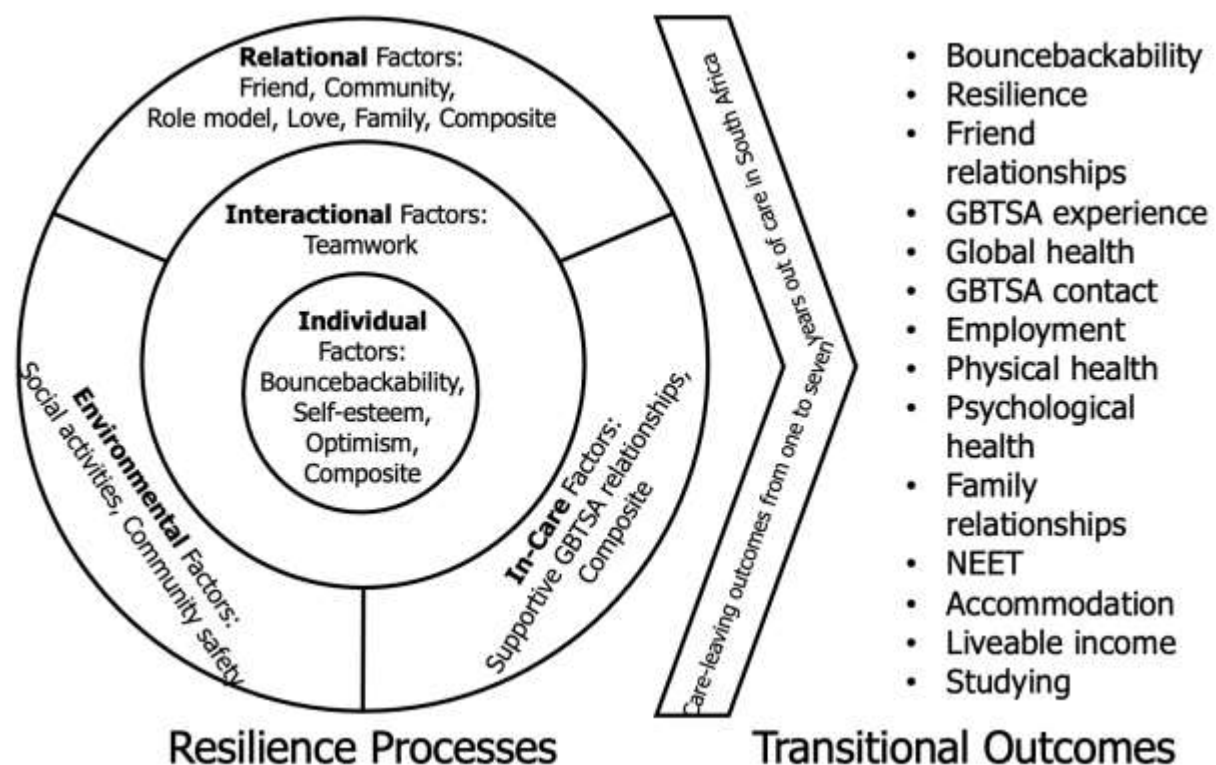 Relational Factors:
Friend, Community,
Role model, Love, Family, Composite
Interactional Factors:
Teamwork
Individual
Factors:
Bouncebackability,
Self-esteem,
Optimism,
Composite
Environmental Factors:
Social activities, Community safety
In-Care Factors:
Supportive GBTSA relationships,
Composite
Care-leaving outcomes from one to seven years out of care in South Africa
• Bouncebackability
• Resilience
• Friend
relationships
• GBTSA experience
• Global health
• GBTSA contact
• Employment
• Physical health
• Psychological
health
• Family
relationships
• NEET
• Accommodation
• Liveable income
• Studying
Resilience Processes
Transitional Outcomes